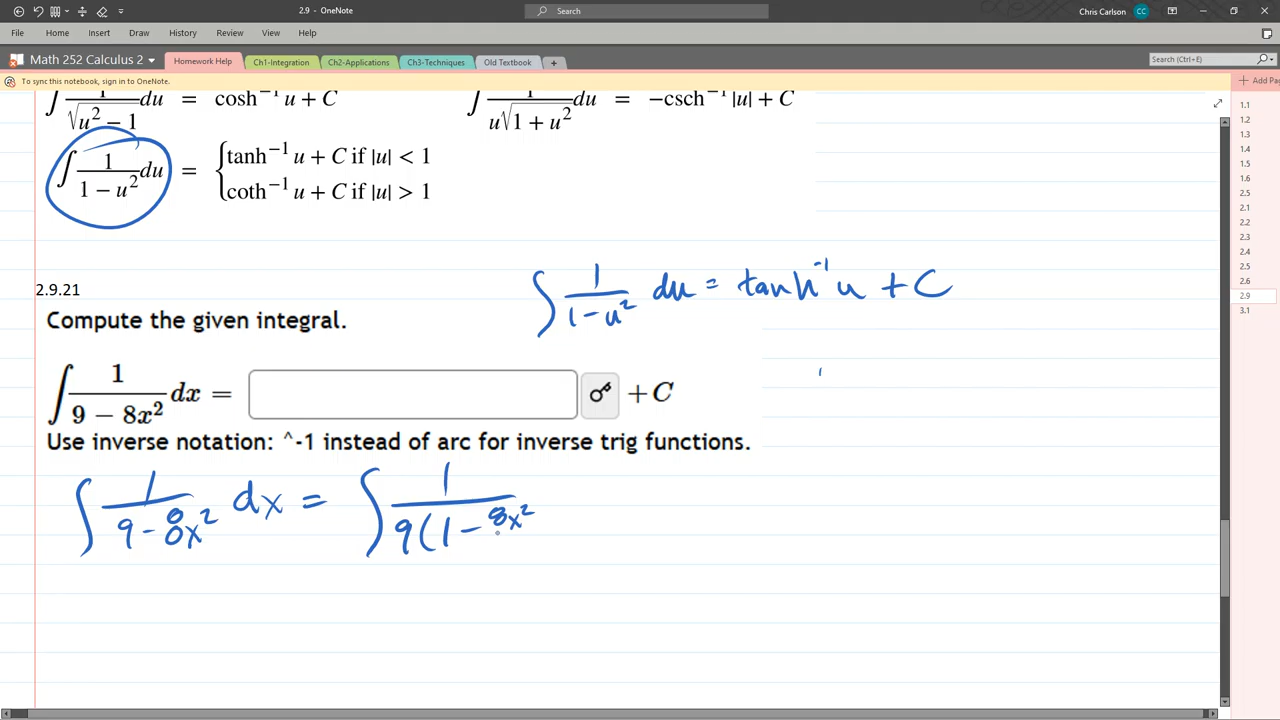 2.9 - OneNote
Search
Chris Carlson CC
File Home Insert Draw History Review View Help
Math 252 Calculus 2 Homework Help Ch1-Integration Ch2-Applications Ch3-Techniques Old Textbook + Search (Ctrl+E)
To sync this notebook, sign in to OneNote.
+ Add Pag
∫ 1/√(u² − 1) du = cosh⁻¹ u + C
∫ 1/(u√(1 + u²)) du = −csch⁻¹ |u| + C
∫ 1/(1 − u²) du = { tanh⁻¹ u + C if |u| < 1
coth⁻¹ u + C if |u| > 1
∫ 1/(1 - u²) du = tanh⁻¹ u + C
2.9.21
Compute the given integral.
∫ 1/(9 − 8x²) dx = + C
Use inverse notation: ^-1 instead of arc for inverse trig functions.
∫ 1/(9 - 8x²) dx = ∫ 1/9(1 - 8x²
1.1
1.2
1.3
1.4
1.5
1.6
2.5
2.1
2.2
2.3
2.4
2.5
2.6
2.9
3.1